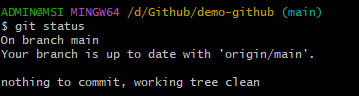 ADMIN@MSI MINGW64 /d/Github/demo-github (main)
$ git status
On branch main
Your branch is up to date with 'origin/main'.
nothing to commit, working tree clean